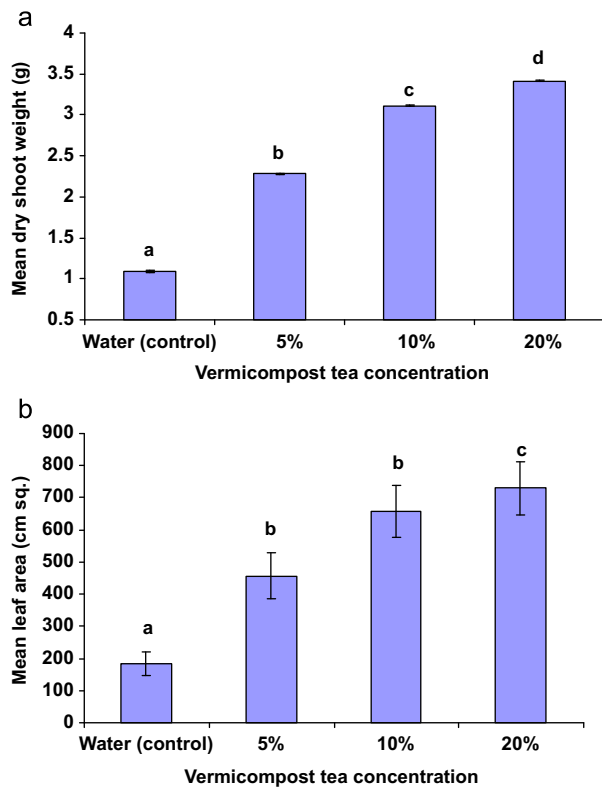 a
Mean dry shoot weight (g)
4
3.5
3
2.5
2
1.5
1
0.5
a
b
c
d
Water (control) 5% 10% 20%
Vermicompost tea concentration
b
Mean leaf area (cm sq.)
900
800
700
600
500
400
300
200
100
0
a
b
b
c
Water (control) 5% 10% 20%
Vermicompost tea concentration